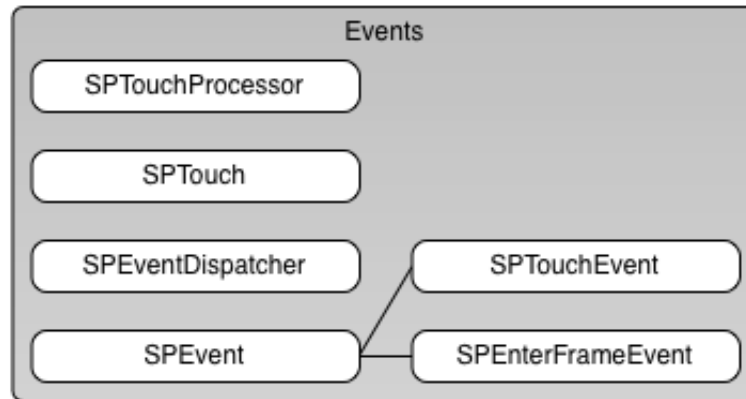 Events
SPTouchProcessor
SPTouch
SPEventDispatcher
SPTouchEvent
SPEvent
SPEnterFrameEvent